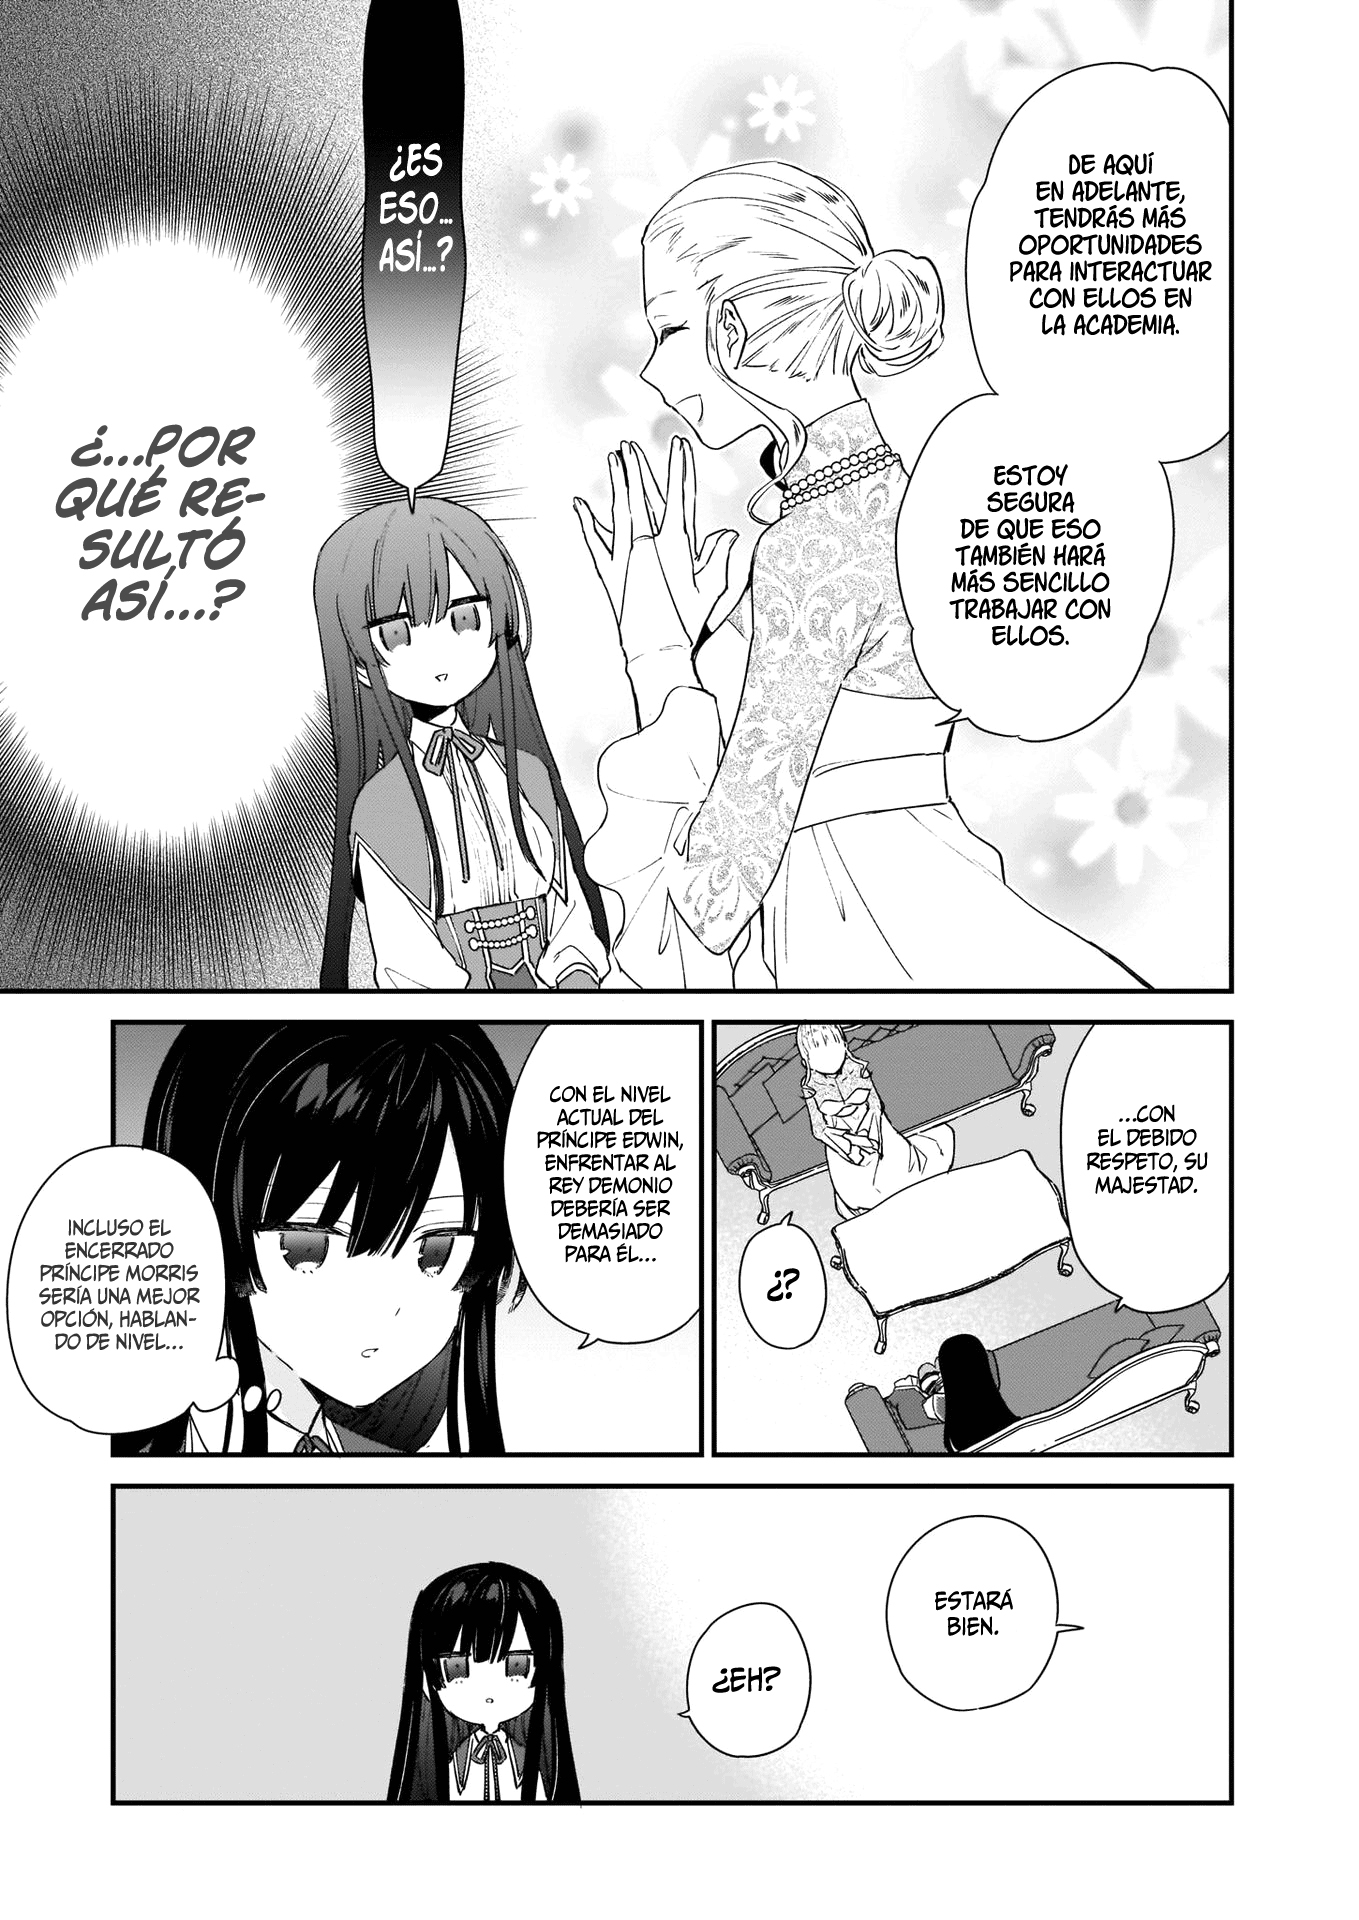 DE AQUÍ
EN ADELANTE,
TENDRÁS MÁS
OPORTUNIDADES
PARA INTERACTUAR
CON ELLOS EN
LA ACADEMIA.
ESTOY
SEGURA
DE QUE ESO
TAMBIÉN HARÁ
MÁS SENCILLO
TRABAJAR CON
ELLOS.
¿ES
ESO...
ASÍ...?
¿...POR
QUÉ RE-
SULTÓ
ASÍ...?
...CON
EL DEBIDO
RESPETO, SU
MAJESTAD.
¿?
CON EL NIVEL
ACTUAL DEL
PRÍNCIPE EDWIN,
ENFRENTAR AL
REY DEMONIO
DEBERÍA SER
DEMASIADO
PARA ÉL...
INCLUSO EL
ENCERRADO
PRÍNCIPE MORRIS
SERÍA UNA MEJOR
OPCIÓN, HABLAN-
DO DE NIVEL...
ESTARÁ
BIEN.
¿EH?